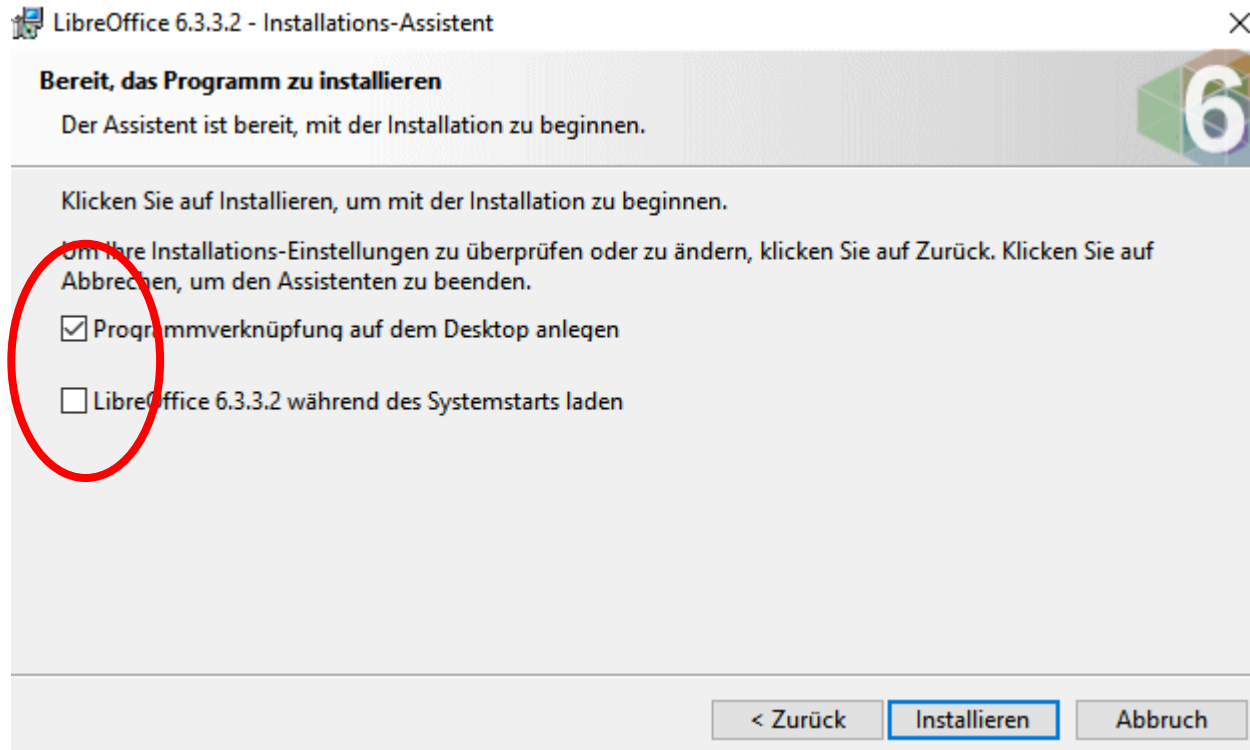 LibreOffice 6.3.3.2 - Installations-Assistent
Bereit, das Programm zu installieren
Der Assistent ist bereit, mit der Installation zu beginnen.
6
Klicken Sie auf Installieren, um mit der Installation zu beginnen.
Um Ihre Installations-Einstellungen zu überprüfen oder zu ändern, klicken Sie auf Zurück. Klicken Sie auf
Abbrechen, um den Assistenten zu beenden.
Programmverknüpfung auf dem Desktop anlegen
LibreOffice 6.3.3.2 während des Systemstarts laden
< Zurück Installieren Abbruch